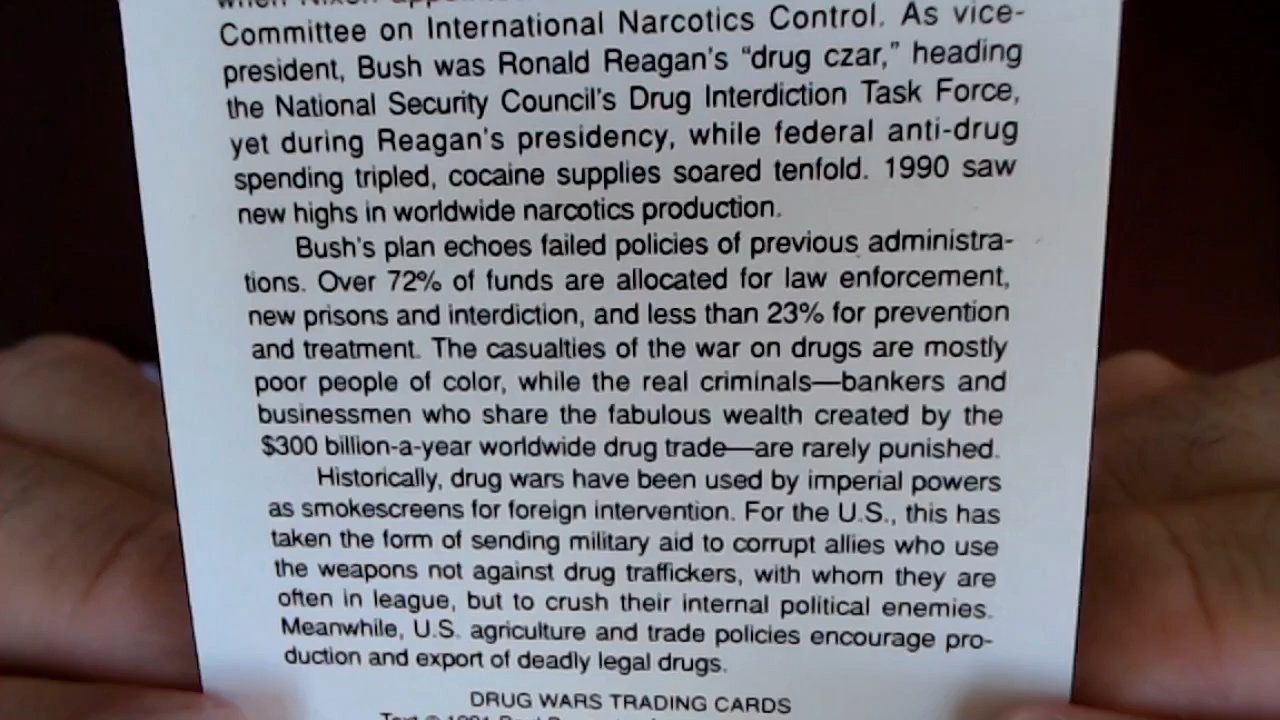 when Nixon
Committee on International Narcotics Control. As vice-
president, Bush was Ronald Reagan's “drug czar,” heading
the National Security Council's Drug Interdiction Task Force,
yet during Reagan's presidency, while federal anti-drug
spending tripled, cocaine supplies soared tenfold. 1990 saw
new highs in worldwide narcotics production.
Bush's plan echoes failed policies of previous administra-
tions. Over 72% of funds are allocated for law enforcement,
new prisons and interdiction, and less than 23% for prevention
and treatment. The casualties of the war on drugs are mostly
poor people of color, while the real criminals—bankers and
businessmen who share the fabulous wealth created by the
$300 billion-a-year worldwide drug trade—are rarely punished.
Historically, drug wars have been used by imperial powers
as smokescreens for foreign intervention. For the U.S., this has
taken the form of sending military aid to corrupt allies who use
the weapons not against drug traffickers, with whom they are
often in league, but to crush their internal political enemies.
Meanwhile, U.S. agriculture and trade policies encourage pro-
duction and export of deadly legal drugs.
DRUG WARS TRADING CARDS
Text © 1991